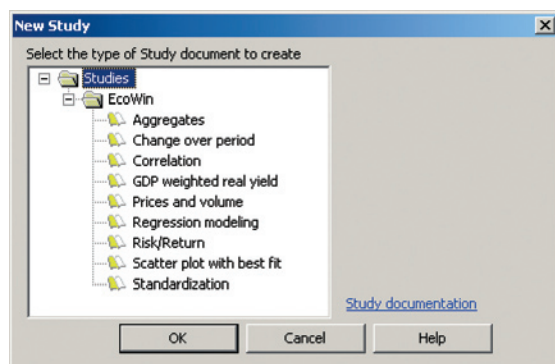 New Study
Select the type of Study document to create
Studies
EcoWin
Aggregates
Change over period
Correlation
GDP weighted real yield
Prices and volume
Regression modeling
Risk/Return
Scatter plot with best fit
Standardization
Study documentation
OK Cancel Help